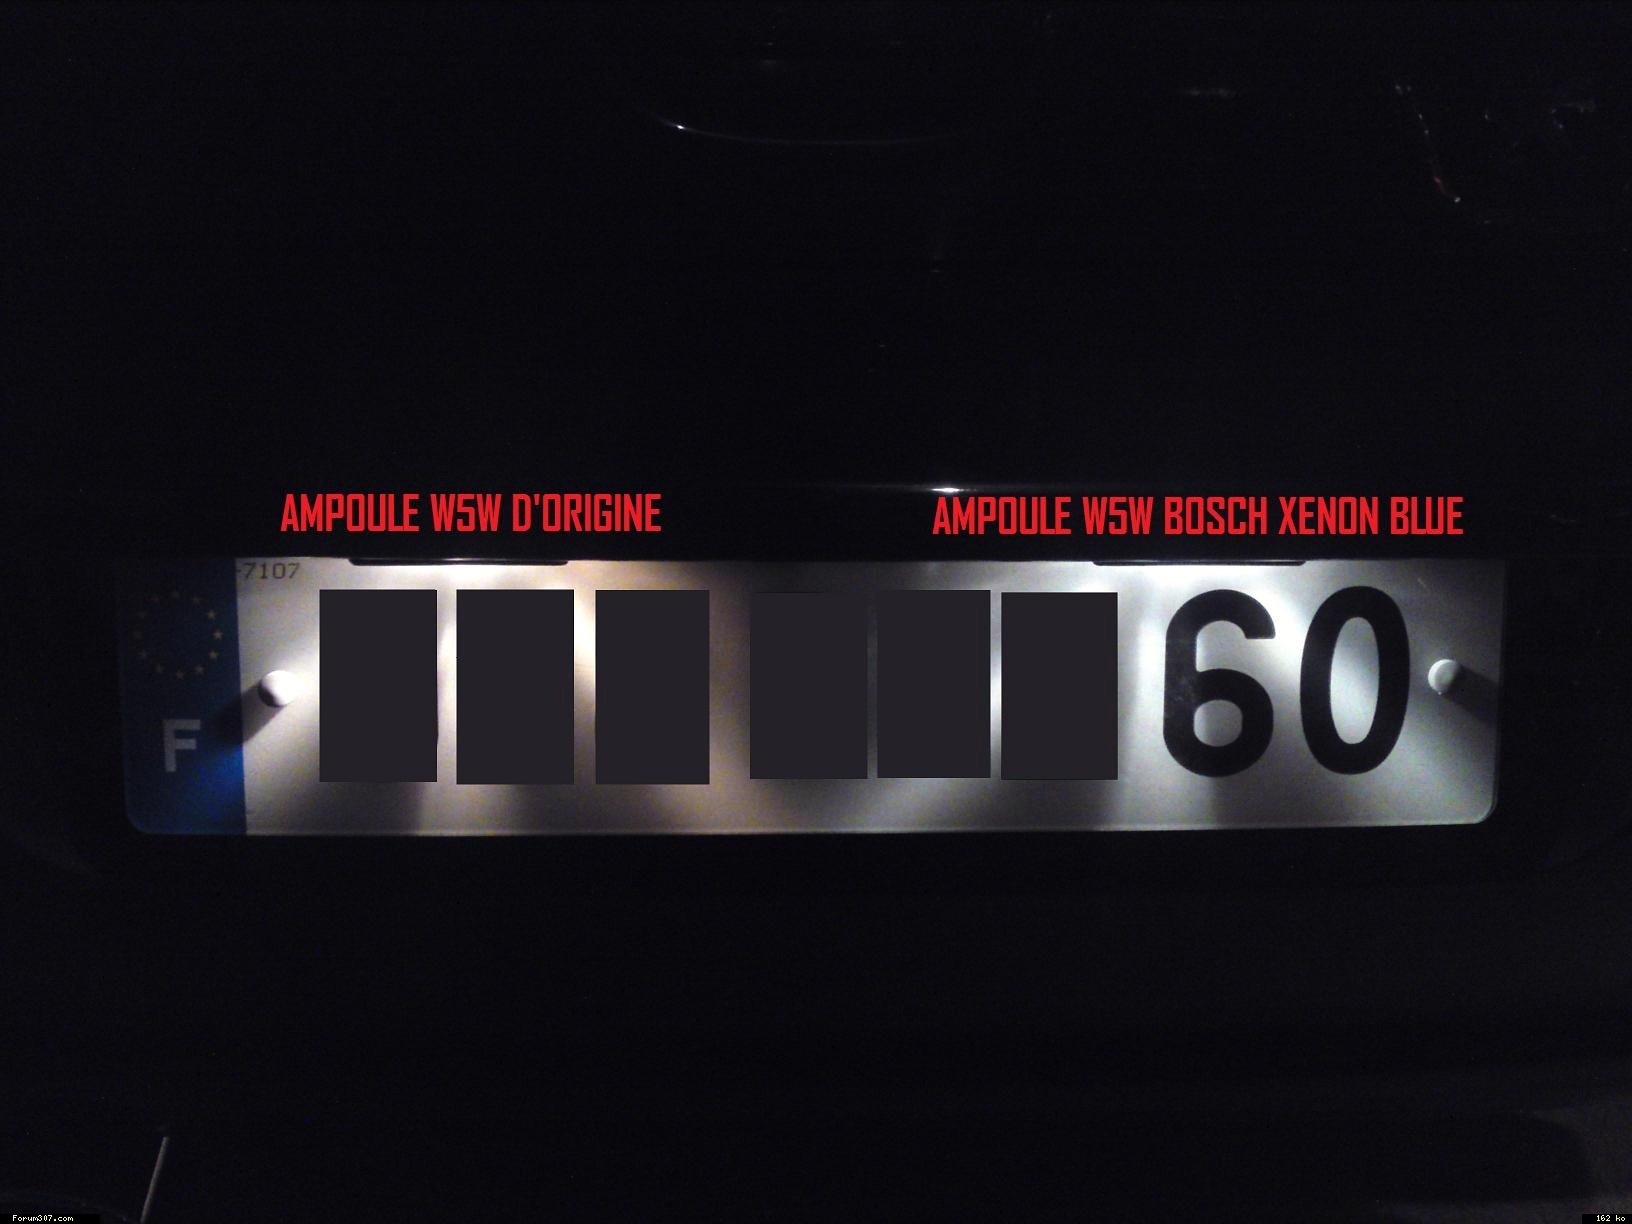 AMPOULE W5W D'ORIGINE
AMPOULE W5W BOSCH XENON BLUE
-7107
F
60
Forum307.com
162 ko